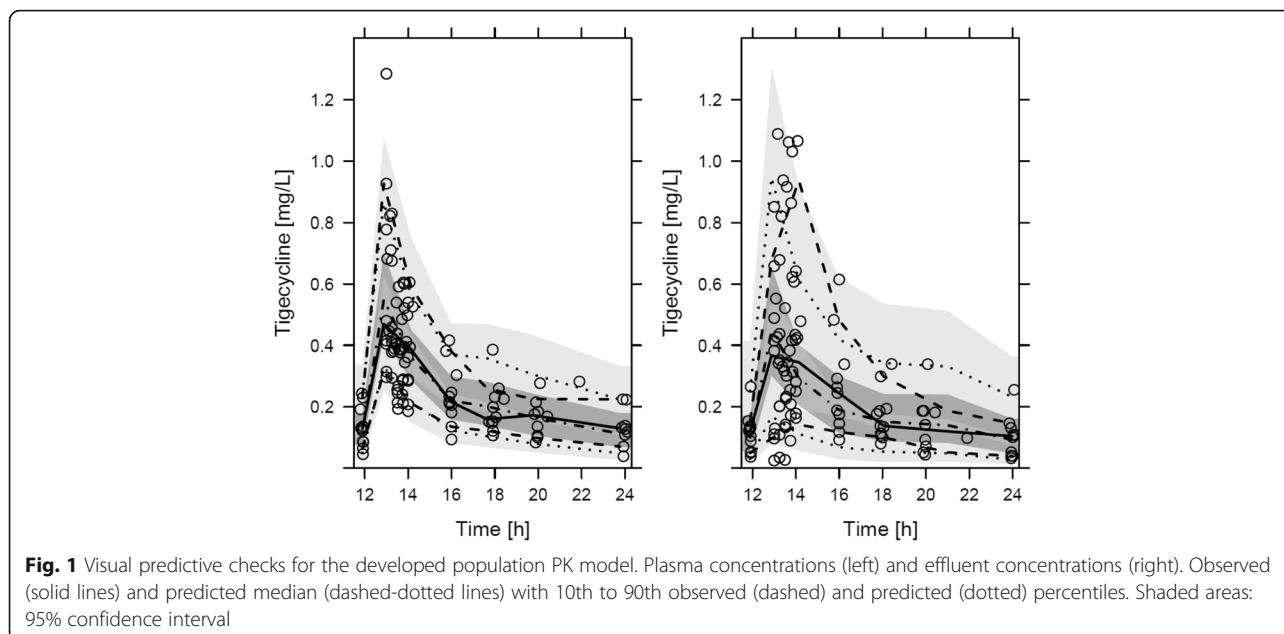 Tigecycline [mg/L]
1.2
1.0
0.8
0.6
0.4
0.2
12 14 16 18 20 22 24
Time [h]
Tigecycline [mg/L]
1.2
1.0
0.8
0.6
0.4
0.2
12 14 16 18 20 22 24
Time [h]
Fig. 1 Visual predictive checks for the developed population PK model. Plasma concentrations (left) and effluent concentrations (right). Observed
(solid lines) and predicted median (dashed-dotted lines) with 10th to 90th observed (dashed) and predicted (dotted) percentiles. Shaded areas:
95% confidence interval